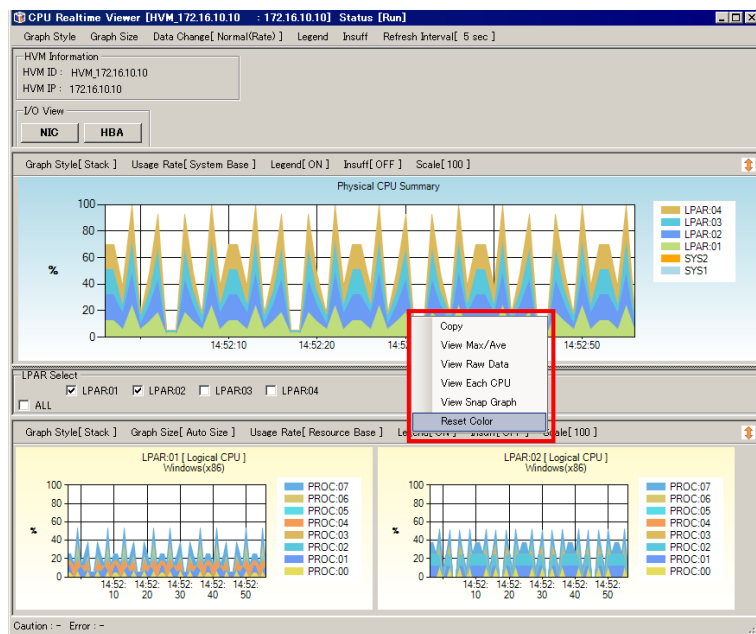 CPU Realtime Viewer [HVM_172.16.10.10 : 172.16.10.10] Status [Run]
Graph Style Graph Size Data Change[ Normal(Rate) ] Legend Insuff Refresh Interval[ 5 sec ]
HVM Information
HVM ID : HVM_172.16.10.10
HVM IP : 172.16.10.10
I/O View
NIC HBA
Graph Style[ Stack ] Usage Rate[ System Base ] Legend[ ON ] Insuff[ OFF ] Scale[ 100 ]
Physical CPU Summary
100
80
60
%
40
20
0
14:52:10 14:52:20 14:5 14:52:50
LPAR:04
LPAR:03
LPAR:02
LPAR:01
SYS2
SYS1
Copy
View Max/Ave
View Raw Data
View Each CPU
View Snap Graph
Reset Color
LPAR Select
LPAR01 LPAR02 LPAR03 LPAR04
ALL
Graph Style[ Stack ] Graph Size[ Auto Size ] Usage Rate[ Resource Base ] Scale[ 100 ]
LPAR:01 [ Logical CPU ]
Windows(x86)
100
80
60
%
40
20
0
14:52:10 14:52:20 14:52:30 14:52:40 14:52:50
PROC:07
PROC:06
PROC:05
PROC:04
PROC:03
PROC:02
PROC:01
PROC:00
LPAR:02 [ Logical CPU ]
Windows(x86)
100
80
60
%
40
20
0
14:52:10 14:52:20 14:52:30 14:52:40 14:52:50
PROC:07
PROC:06
PROC:05
PROC:04
PROC:03
PROC:02
PROC:01
PROC:00
Caution : - Error : -